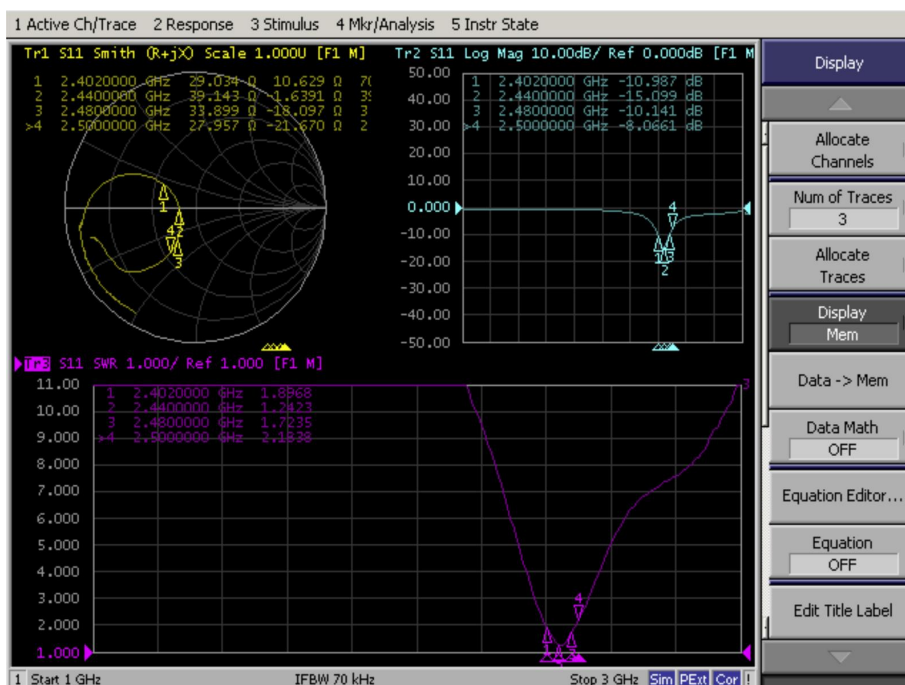 1 Active Ch/Trace 2 Response 3 Stimulus 4 Mkr/Analysis 5 Instr State
Tr1 S11 Smith (R+jX) Scale 1.000U [F1 M]
1 2.4020000 GHz 29.034 Ω 10.629 Ω
2 2.4400000 GHz 39.143 Ω -1.6391 Ω
3 2.4800000 GHz 33.899 Ω -18.097 Ω
>4 2.5000000 GHz 27.957 Ω -21.670 Ω 2
1
2
4
3
Tr2 S11 Log Mag 10.00dB/ Ref 0.000dB [F1 M
50.00
40.00
30.00
20.00
10.00
0.000
-10.00
-20.00
-30.00
-40.00
-50.00
1 2.4020000 GHz -10.987 dB
2 2.4400000 GHz -15.099 dB
3 2.4800000 GHz -10.141 dB
>4 2.5000000 GHz -8.0661 dB
4
1
3
2
Tr3 S11 SWR 1.000/ Ref 1.000 [F1 M]
11.00
10.00
9.000
8.000
7.000
6.000
5.000
4.000
3.000
2.000
1.000
1 2.4020000 GHz 1.8968
2 2.4400000 GHz 1.2423
3 2.4800000 GHz 1.7235
>4 2.5000000 GHz
3
4
1 Start 1 GHz IFBW 70 kHz Stop 3 GHz Sim PExt Cor !
Display
Allocate
Channels
Num of Traces
3
Allocate
Traces
Display
Mem
Data -> Mem
Data Math
OFF
Equation Editor...
Equation
OFF
Edit Title Label